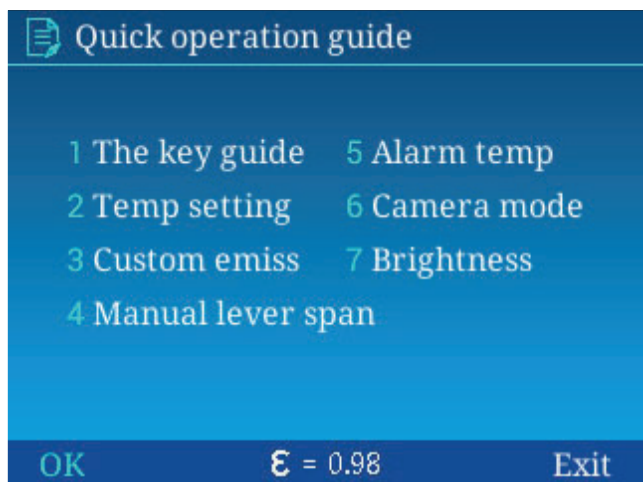 Quick operation guide
1 The key guide 5 Alarm temp
2 Temp setting 6 Camera mode
3 Custom emiss 7 Brightness
4 Manual lever span
OK ε = 0.98 Exit